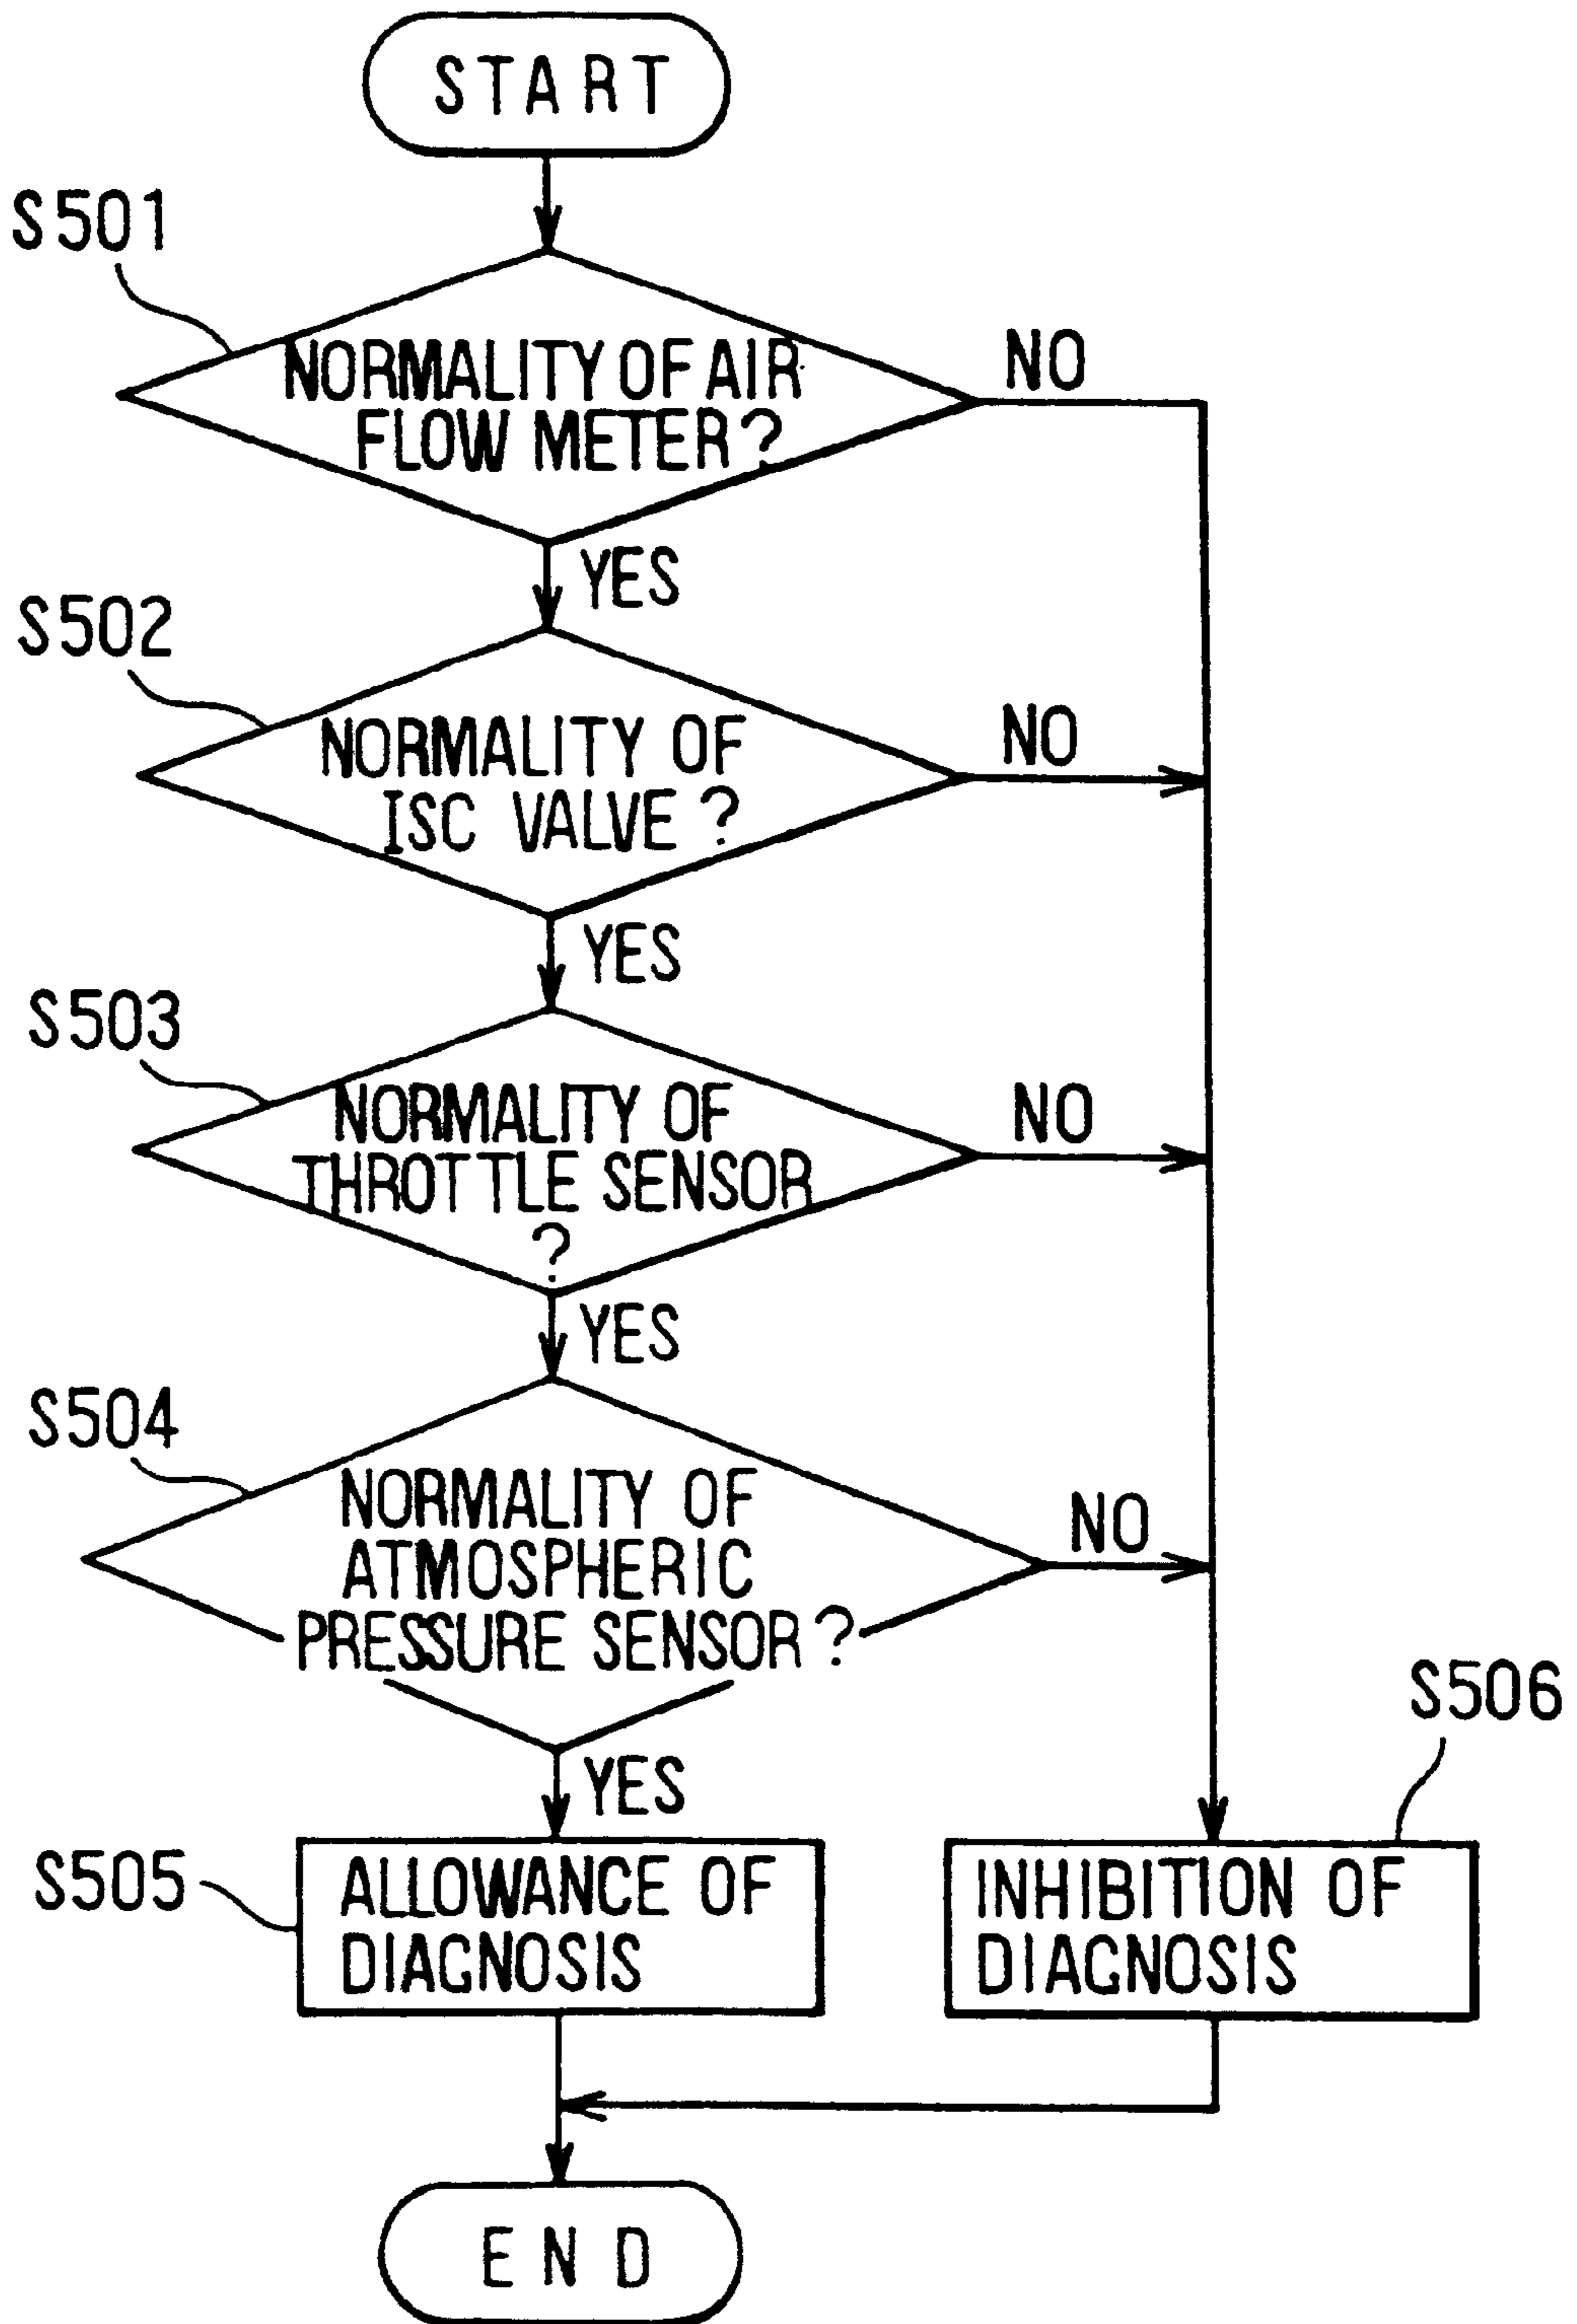 START
S501
NORMALITY OF AIR
FLOW METER?
NO
YES
S502
NORMALITY OF
ISC VALVE?
NO
YES
S503
NORMALITY OF
THROTTLE SENSOR
?
NO
YES
S504
NORMALITY OF
ATMOSPHERIC
PRESSURE SENSOR?
NO
YES
S505
ALLOWANCE OF
DIAGNOSIS
S506
INHIBITION OF
DIAGNOSIS
END